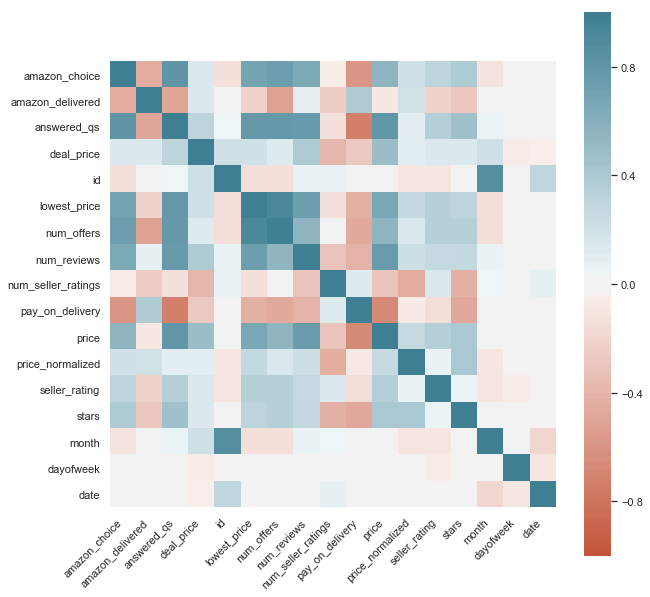 amazon_choice
amazon_delivered
answered_qs
deal_price
id
lowest_price
num_offers
num_reviews
num_seller_ratings
pay_on_delivery
price
price_normalized
seller_rating
stars
month
dayofweek
date
amazon_choice
amazon_delivered
answered_qs
deal_price
id
lowest_price
num_offers
num_reviews
num_seller_ratings
pay_on_delivery
price
price_normalized
seller_rating
stars
month
dayofweek
date
0.8
0.4
0.0
−0.4
−0.8